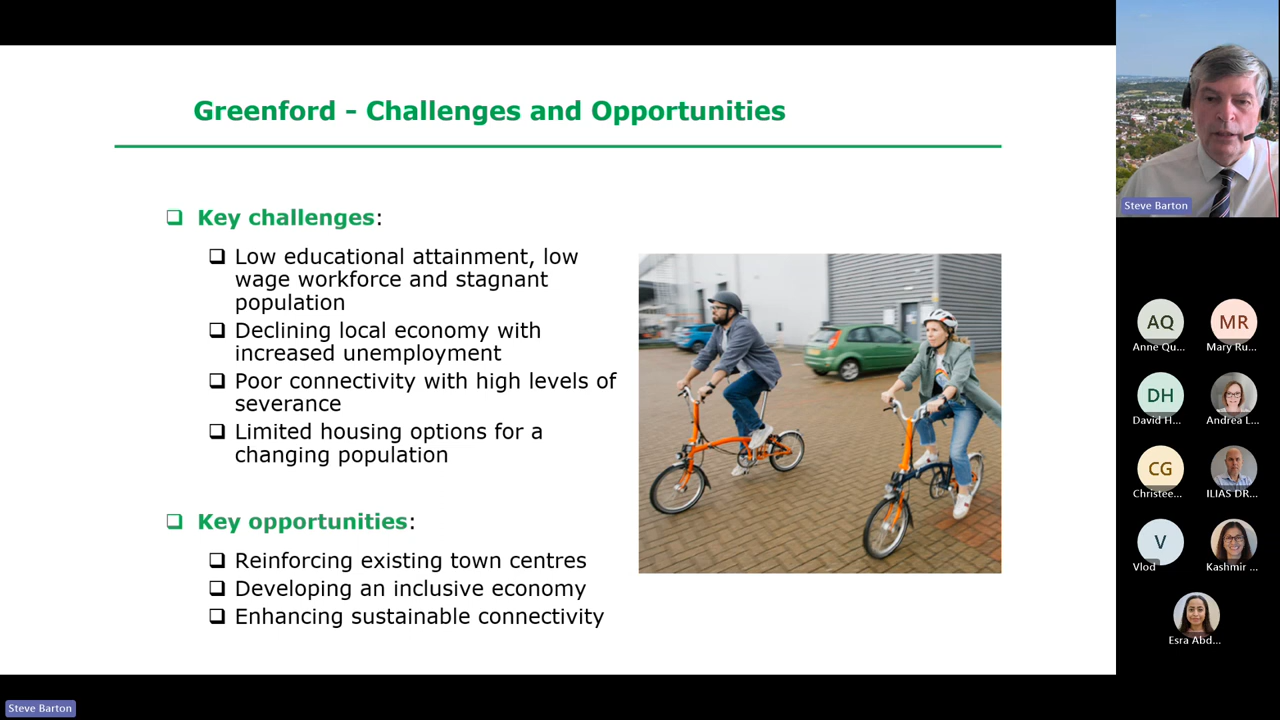 Greenford – Challenges and Opportunities
Key challenges:
Low educational attainment, low
wage workforce and stagnant
population
Declining local economy with
increased unemployment
Poor connectivity with high levels of
severance
Limited housing options for a
changing population
Key opportunities:
Reinforcing existing town centres
Developing an inclusive economy
Enhancing sustainable connectivity
Steve Barton
AQ
Anne Qu...
MR
Mary Ru...
DH
David H...
Andrea L...
CG
Christee...
ILIAS DR...
V
Vlod
Kashmir ...
Esra Abd...
Steve Barton